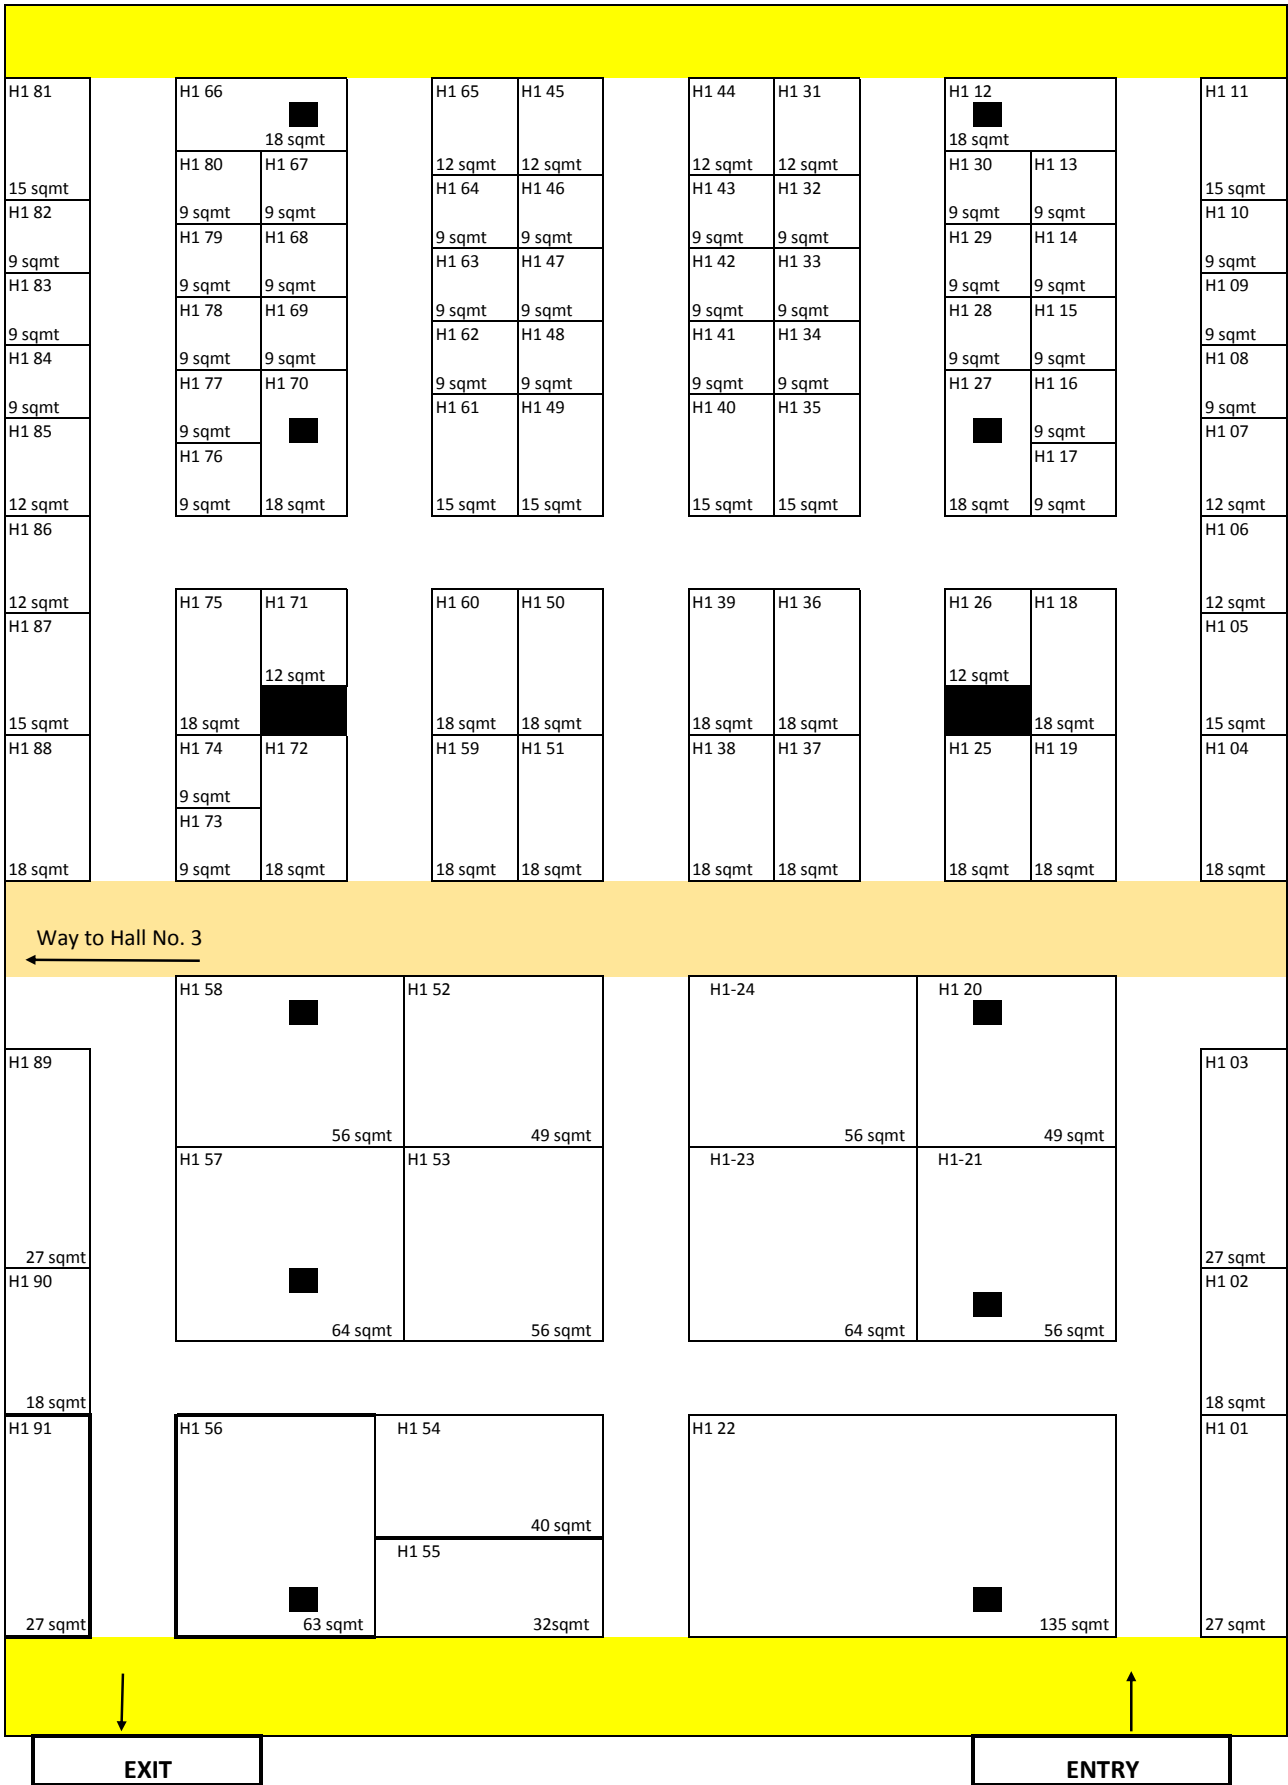 H1 81 H1 66 H1 65 H1 45 H1 44 H1 31 H1 12 H1 11
18 sqmt 18 sqmt
H1 80 H1 67 12 sqmt 12 sqmt 12 sqmt 12 sqmt H1 30 H1 13
15 sqmt H1 64 H1 46 H1 43 H1 32 15 sqmt
H1 82 9 sqmt 9 sqmt 9 sqmt 9 sqmt H1 10
H1 79 H1 68 9 sqmt 9 sqmt 9 sqmt 9 sqmt H1 29 H1 14
9 sqmt H1 63 H1 47 H1 42 H1 33 9 sqmt
H1 83 9 sqmt 9 sqmt 9 sqmt 9 sqmt H1 09
H1 78 H1 69 9 sqmt 9 sqmt 9 sqmt 9 sqmt H1 28 H1 15
9 sqmt H1 62 H1 48 H1 41 H1 34 9 sqmt
H1 84 9 sqmt 9 sqmt 9 sqmt 9 sqmt H1 08
H1 77 H1 70 9 sqmt 9 sqmt 9 sqmt 9 sqmt H1 27 H1 16
9 sqmt H1 61 H1 49 H1 40 H1 35 9 sqmt
H1 85 9 sqmt 9 sqmt H1 07
H1 76 H1 17
12 sqmt 9 sqmt 18 sqmt 15 sqmt 15 sqmt 15 sqmt 15 sqmt 18 sqmt 9 sqmt 12 sqmt
H1 86 H1 06
12 sqmt H1 75 H1 71 H1 60 H1 50 H1 39 H1 36 H1 26 H1 18 12 sqmt
H1 87 H1 05
12 sqmt 12 sqmt
15 sqmt 18 sqmt 18 sqmt 18 sqmt 18 sqmt 18 sqmt 18 sqmt 15 sqmt
H1 88 H1 74 H1 72 H1 59 H1 51 H1 38 H1 37 H1 25 H1 19 H1 04
9 sqmt
H1 73
18 sqmt 9 sqmt 18 sqmt 18 sqmt 18 sqmt 18 sqmt 18 sqmt 18 sqmt 18 sqmt 18 sqmt
Way to Hall No. 3
H1 58 H1 52 H1-24 H1 20
H1 89 H1 03
56 sqmt 49 sqmt 56 sqmt 49 sqmt
H1 57 H1 53 H1-23 H1-21
27 sqmt 27 sqmt
H1 90 H1 02
64 sqmt 56 sqmt 64 sqmt 56 sqmt
18 sqmt 18 sqmt
H1 91 H1 56 H1 54 H1 22 H1 01
40 sqmt
H1 55
27 sqmt 63 sqmt 32sqmt 135 sqmt 27 sqmt
EXIT ENTRY